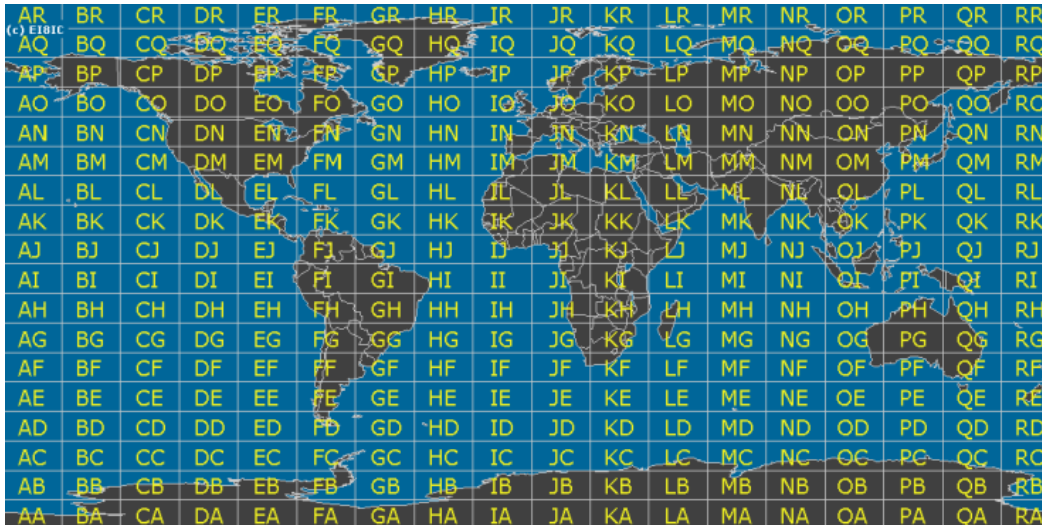 AR BR CR DR ER FR GR HR IR JR KR LR MR NR OR PR QR RR
(c) EI8IC
AQ BQ CQ DQ EQ FQ GQ HQ IQ JQ KQ LQ MQ NQ OQ PQ QQ RQ
AP BP CP DP EP FP GP HP IP JP KP LP MP NP OP PP QP RP
AO BO CO DO EO FO GO HO IO JO KO LO MO NO OO PO QO RO
AN BN CN DN EN FN GN HN IN JN KN LN MN NN ON PN QN RN
AM BM CM DM EM FM GM HM IM JM KM LM MM NM OM PM QM RM
AL BL CL DL EL FL GL HL IL JL KL LL ML NL OL PL QL RL
AK BK CK DK EK FK GK HK IK JK KK LK MK NK OK PK QK RK
AJ BJ CJ DJ EJ FJ GJ HJ IJ JJ KJ LJ MJ NJ OJ PJ QJ RJ
AI BI CI DI EI FI GI HI II JI KI LI MI NI OI PI QI RI
AH BH CH DH EH FH GH HH IH JH KH LH MH NH OH PH QH RH
AG BG CG DG EG FG GG HG IG JG KG LG MG NG OG PG QG RG
AF BF CF DF EF FF GF HF IF JF KF LF MF NF OF PF QF RF
AE BE CE DE EE FE GE HE IE JE KE LE ME NE OE PE QE RE
AD BD CD DD ED FD GD HD ID JD KD LD MD ND OD PD QD RD
AC BC CC DC EC FC GC HC IC JC KC LC MC NC OC PC QC RC
AB BB CB DB EB FB GB HB IB JB KB LB MB NB OB PB QB RB
AA BA CA DA EA FA GA HA IA JA KA LA MA NA OA PA QA RA